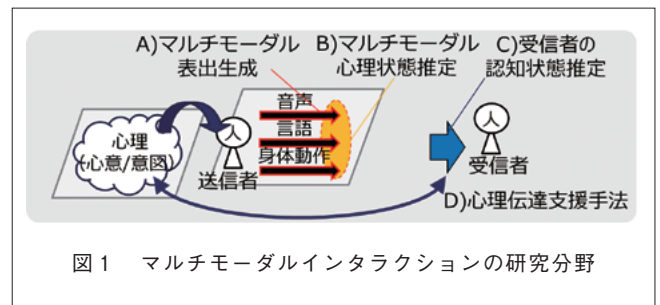 A)マルチモーダル
表出生成
B)マルチモーダル
心理状態推定
C)受信者の
認知状態推定
音声
言語
身体動作
心理
(心意/意図)
人
送信者
人
受信者
D)心理伝達支援手法
図1 マルチモーダルインタラクションの研究分野